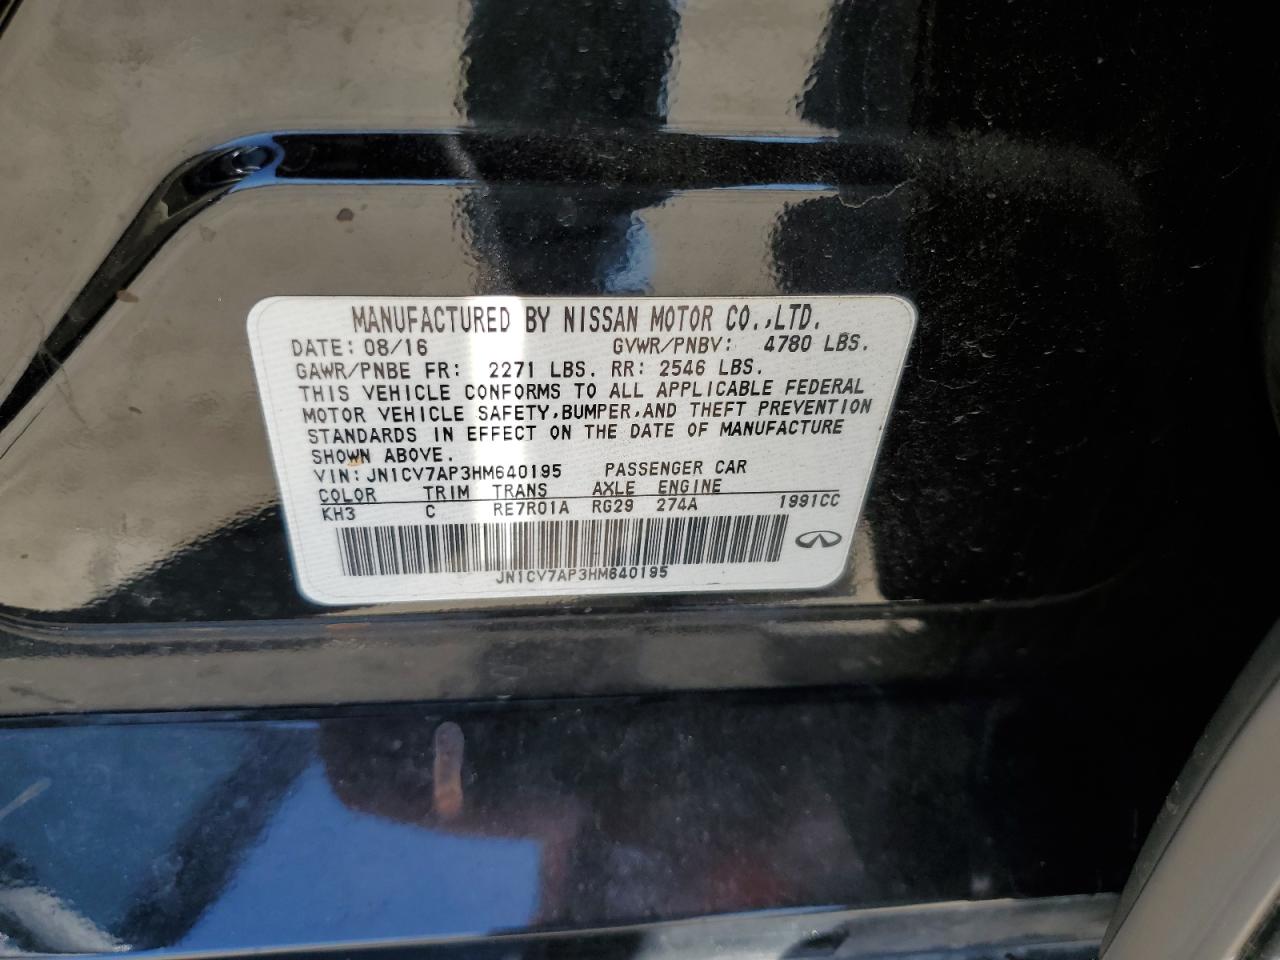 MANUFACTURED BY NISSAN MOTOR CO.,LTD.
DATE: 08/16 GVWR/PNBV: 4780 LBS.
GAWR/PNBE FR: 2271 LBS. RR: 2546 LBS.
THIS VEHICLE CONFORMS TO ALL APPLICABLE FEDERAL
MOTOR VEHICLE SAFETY,BUMPER,AND THEFT PREVENTION
STANDARDS IN EFFECT ON THE DATE OF MANUFACTURE
SHOWN ABOVE.
VIN: JN1CV7AP3HM640195 PASSENGER CAR
COLOR TRIM TRANS AXLE ENGINE
KH3 C RE7R01A RG29 274A 1991CC
JN1CV7AP3HM640195